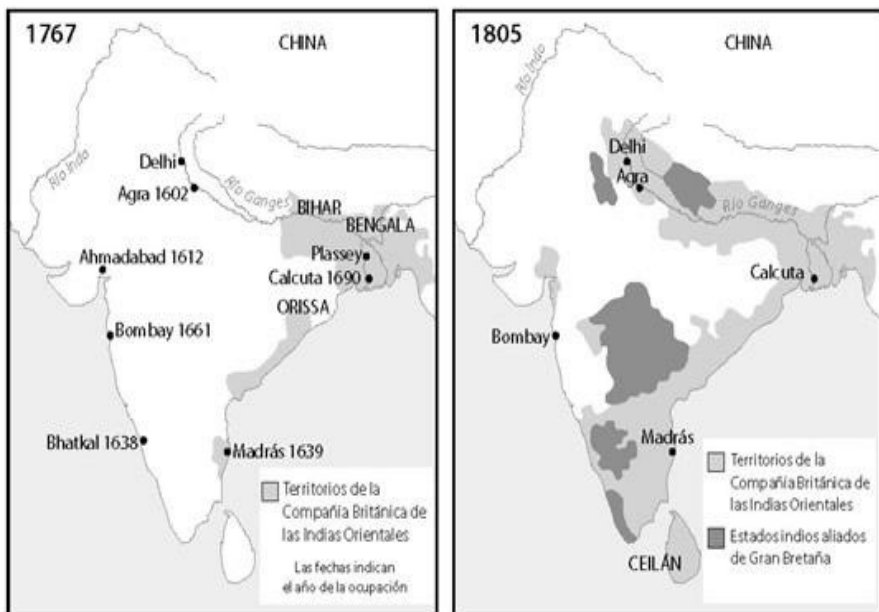 1767
CHINA
Río Indo
Delhi
Agra 1602
Río Ganges
BIHAR
BENGALA
Ahmadabad 1612
Plassey
Calcuta 1690
ORISSA
Bombay 1661
Bhatkal 1638
Madrás 1639
Territorios de la
Compañía Británica de
las Indias Orientales
Las fechas indican
el año de la ocupación
1805
CHINA
Río Indo
Delhi
Agra
Río Ganges
Calcuta
Bombay
Madrás
CEILÁN
Territorios de la
Compañía Británica de
las Indias Orientales
Estados indios aliados
de Gran Bretaña